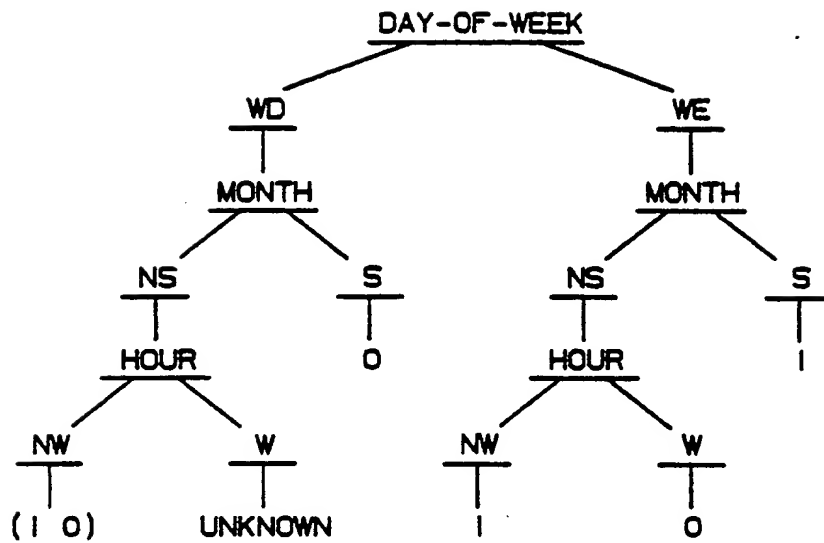 DAY-OF-WEEK
WD WE
MONTH MONTH
NS S NS S
HOUR 0 HOUR 1
NW W NW W
(1 0) UNKNOWN 1 0